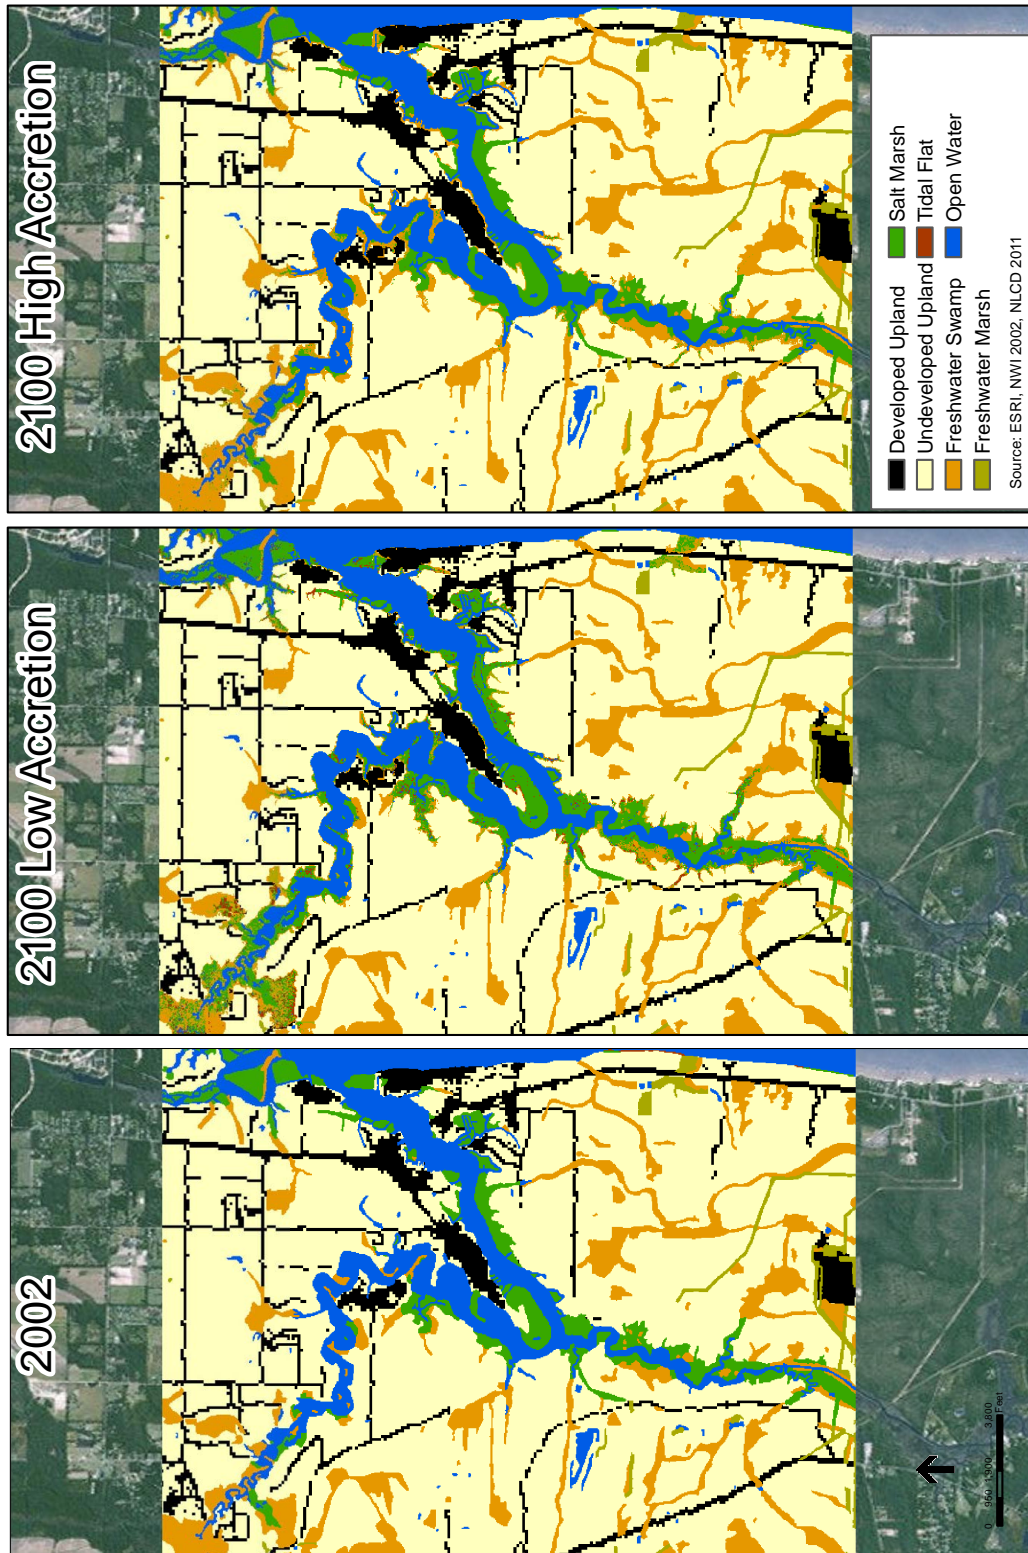 2002
2100 Low Accretion
2100 High Accretion
0 950 1,900 3,800
Feet
Developed Upland
Undeveloped Upland
Freshwater Swamp
Freshwater Marsh
Salt Marsh
Tidal Flat
Open Water
Source: ESRI, NWI 2002, NLCD 2011